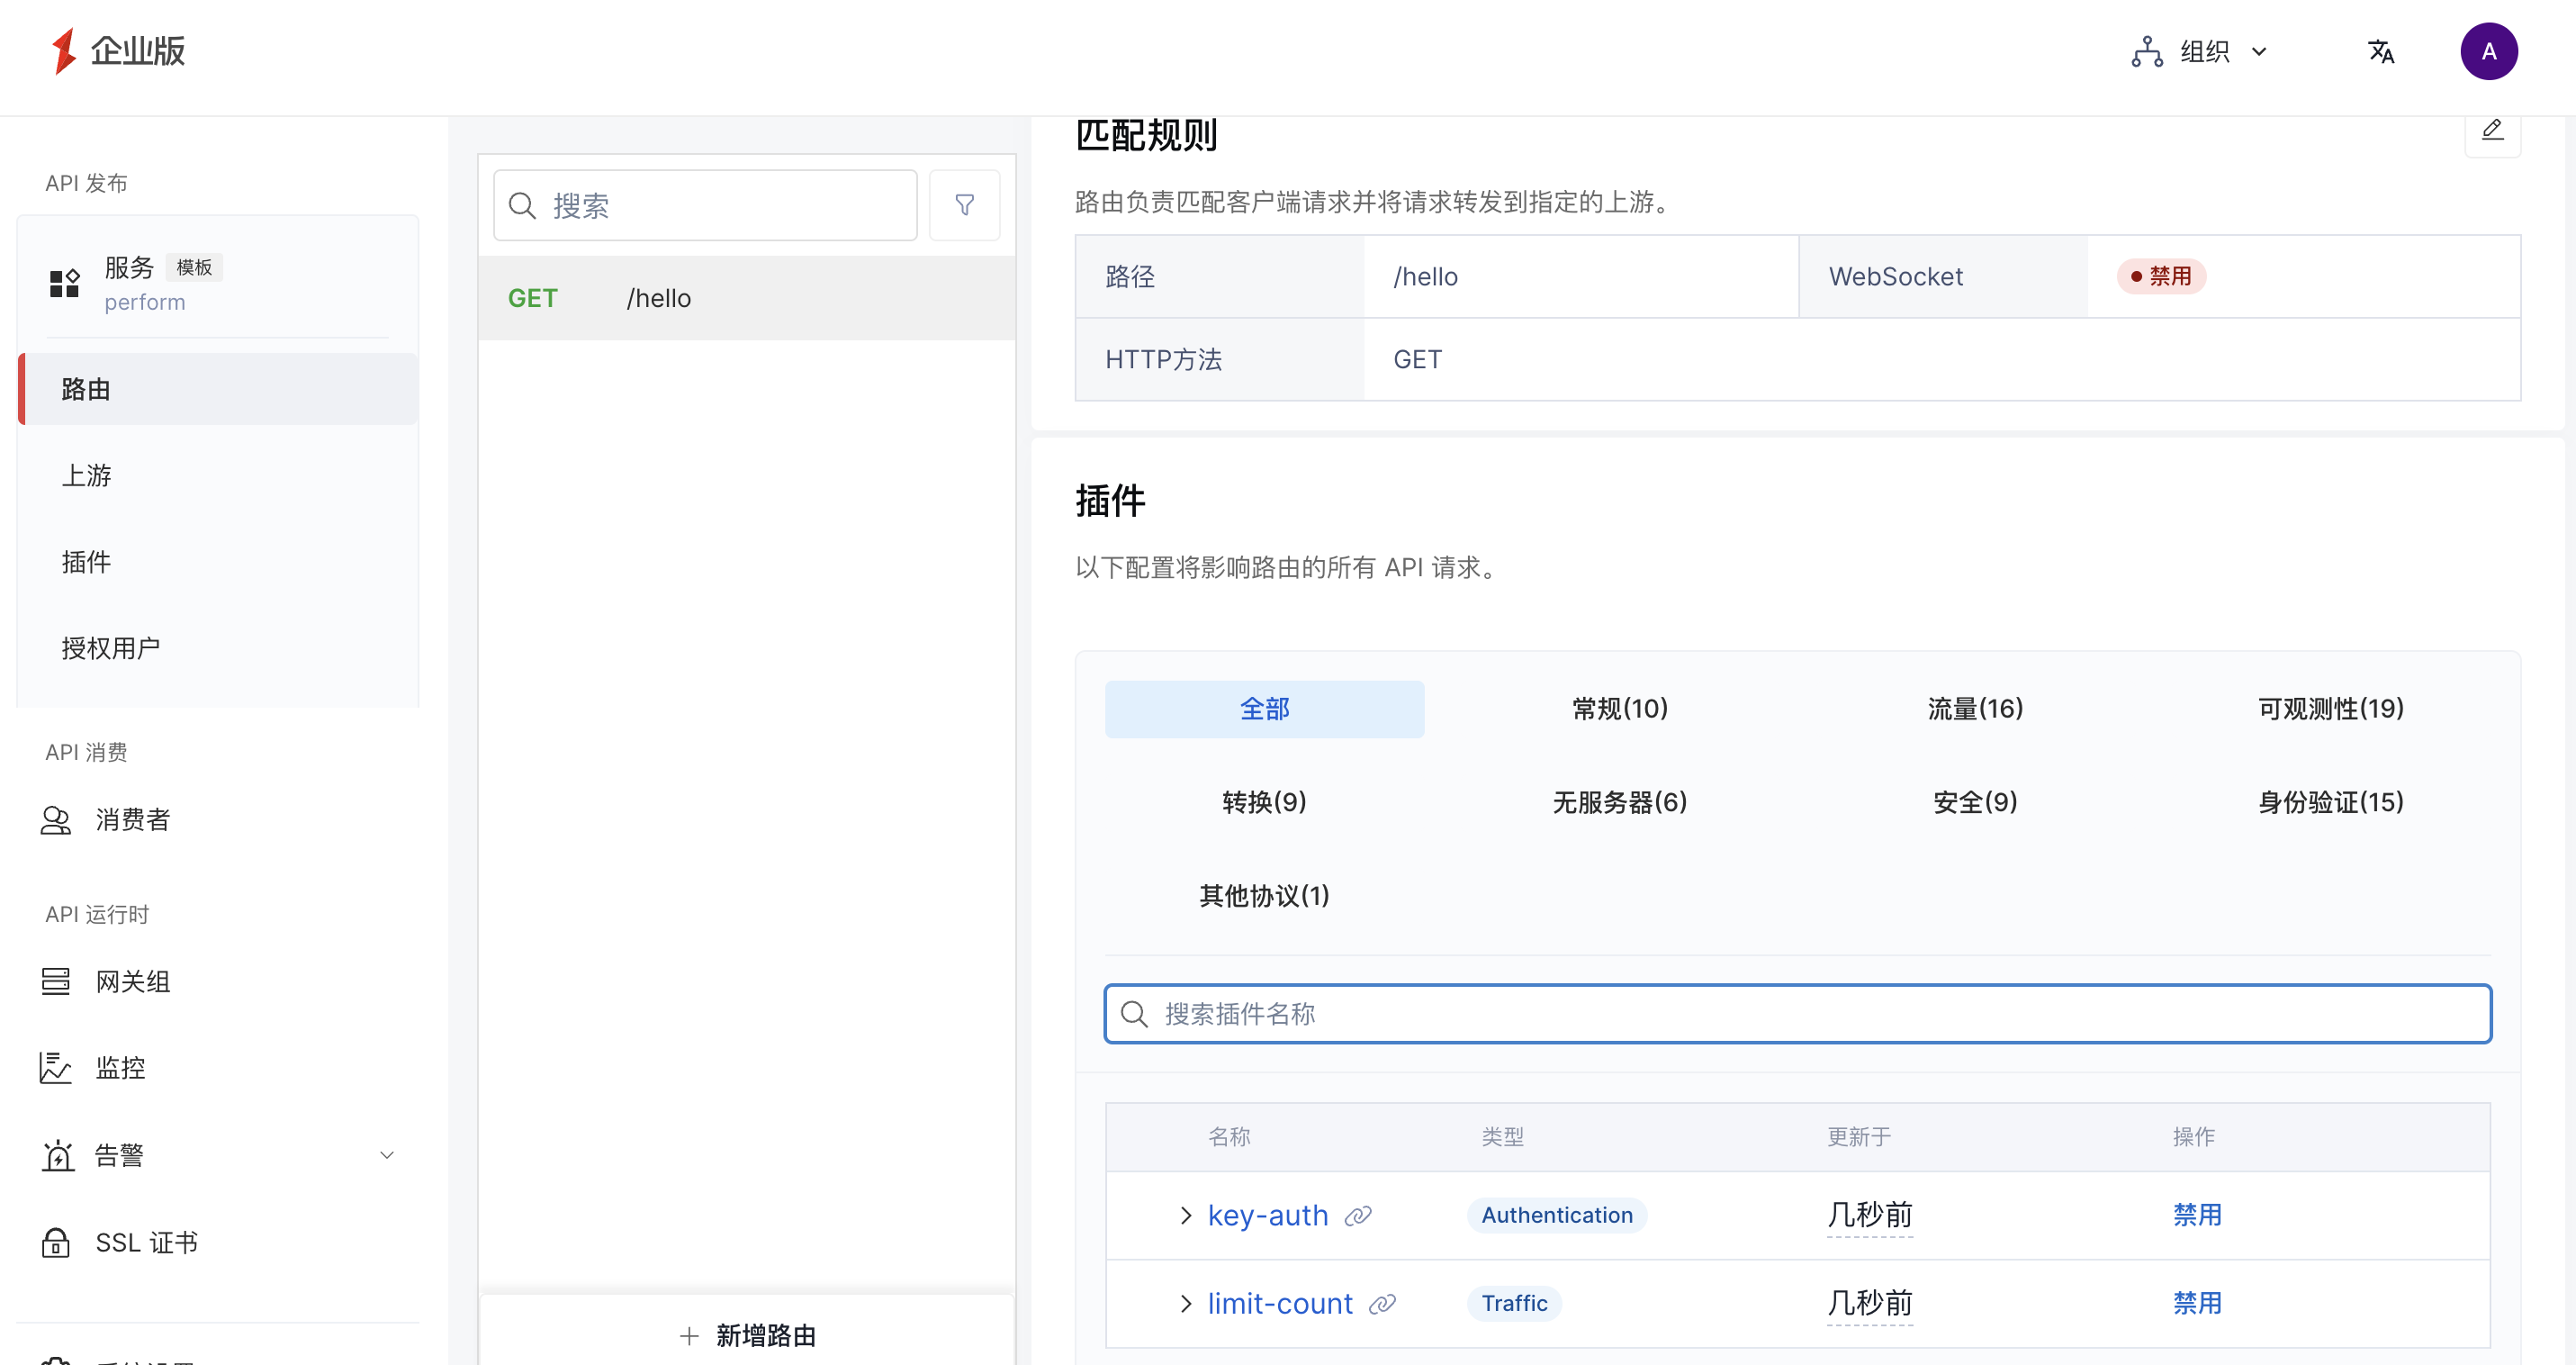 企业版
组织
A
API 发布
服务 模板
perform
路由
上游
插件
授权用户
API 消费
消费者
API 运行时
网关组
监控
告警
SSL 证书
搜索
GET /hello
新增路由
匹配规则
路由负责匹配客户端请求并将请求转发到指定的上游。
路径 /hello WebSocket 禁用
HTTP方法 GET
插件
以下配置将影响路由的所有 API 请求。
全部 常规(10) 流量(16) 可观测性(19)
转换(9) 无服务器(6) 安全(9) 身份验证(15)
其他协议(1)
搜索插件名称
名称 类型 更新于 操作
key-auth Authentication 几秒前 禁用
limit-count Traffic 几秒前 禁用